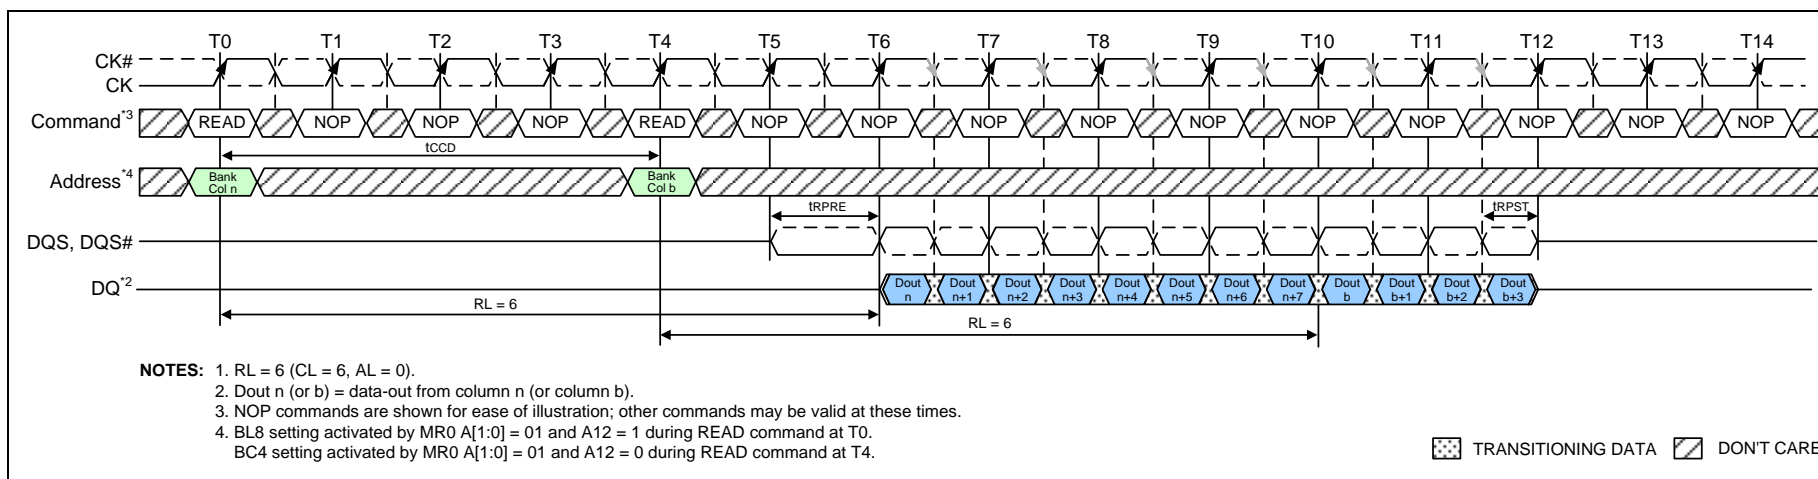 T0 T1 T2 T3 T4 T5 T6 T7 T8 T9 T10 T11 T12 T13 T14
CK#
CK
Command*3 READ NOP NOP NOP READ NOP NOP NOP NOP NOP NOP NOP NOP NOP NOP
tCCD
Address*4 Bank Col n Bank Col b
tRPRE tRPST
DQS, DQS#
DQ*2 Dout n Dout n+1 Dout n+2 Dout n+3 Dout n+4 Dout n+5 Dout n+6 Dout n+7 Dout b Dout b+1 Dout b+2 Dout b+3
RL = 6
RL = 6
NOTES: 1. RL = 6 (CL = 6, AL = 0).
2. Dout n (or b) = data-out from column n (or column b).
3. NOP commands are shown for ease of illustration; other commands may be valid at these times.
4. BL8 setting activated by MR0 A[1:0] = 01 and A12 = 1 during READ command at T0.
BC4 setting activated by MR0 A[1:0] = 01 and A12 = 0 during READ command at T4.
TRANSITIONING DATA DON'T CARE